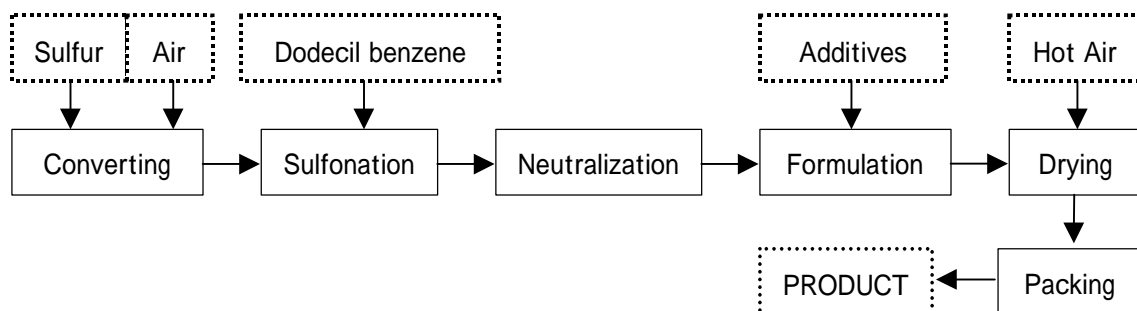 Sulfur Air Dodecil benzene Additives Hot Air
Converting Sulfonation Neutralization Formulation Drying
PRODUCT Packing